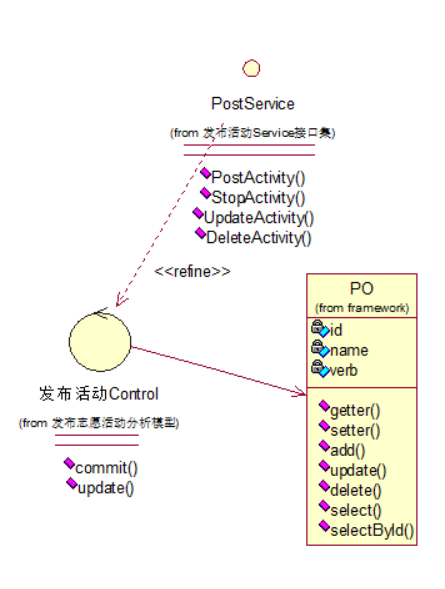 PostService
(from 发布活动Service接口集)
PostActivity()
StopActivity()
UpdateActivity()
DeleteActivity()
<<refine>>
发布活动Control
(from 发布志愿活动分析模型)
commit()
update()
PO
(from framework)
id
name
verb
getter()
setter()
add()
update()
delete()
select()
selectById()